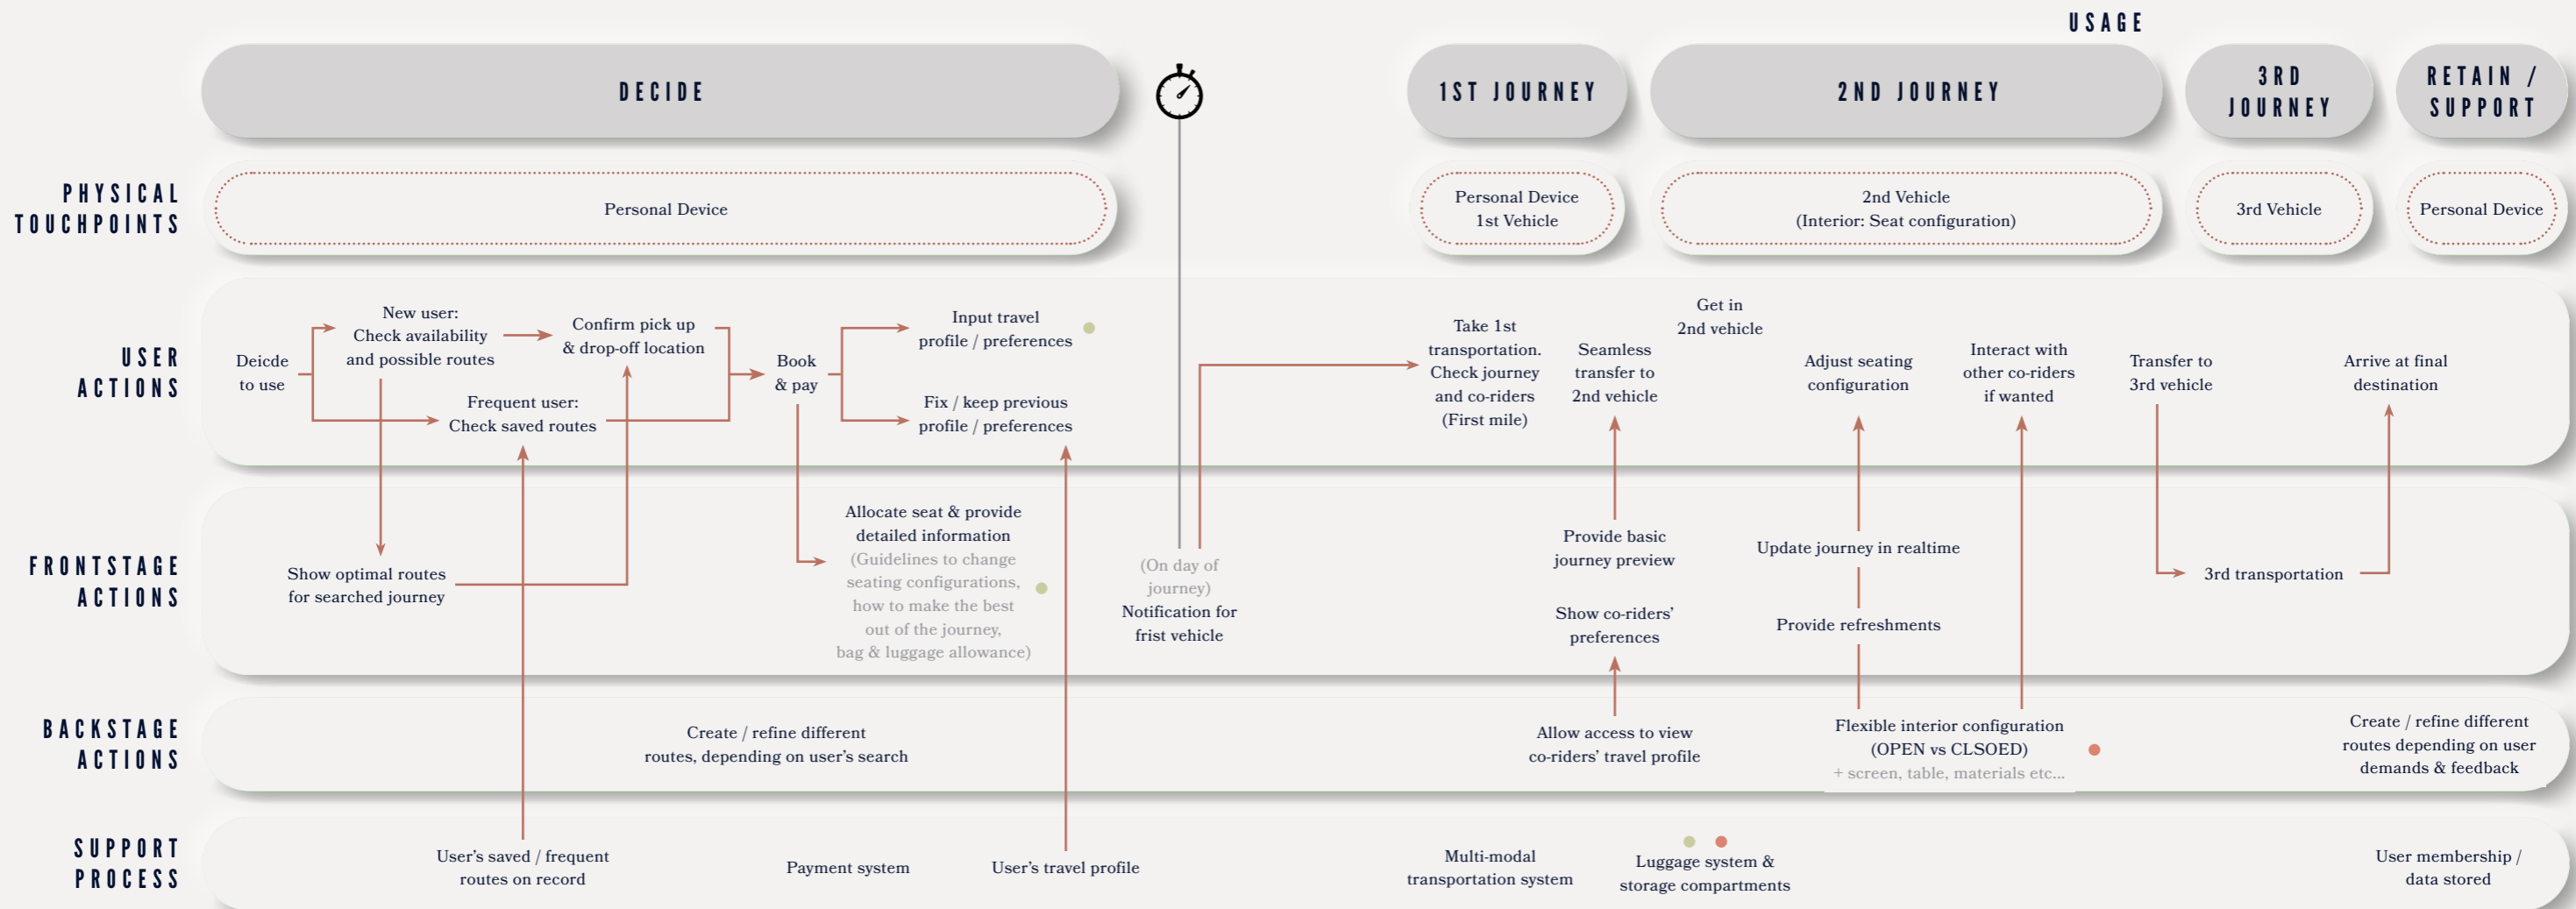 USAGE
DECIDE
1ST JOURNEY
2ND JOURNEY
3RD
JOURNEY
RETAIN /
SUPPORT
PHYSICAL
TOUCHPOINTS
Personal Device
Personal Device
1st Vehicle
2nd Vehicle
(Interior: Seat configuration)
3rd Vehicle
Personal Device
USER
ACTIONS
Deicde
to use
New user:
Check availability
and possible routes
Frequent user:
Check saved routes
Confirm pick up
& drop-off location
Book
& pay
Input travel
profile / preferences
Fix / keep previous
profile / preferences
Take 1st
transportation.
Check journey
and co-riders
(First mile)
Seamless
transfer to
2nd vehicle
Get in
2nd vehicle
Adjust seating
configuration
Interact with
other co-riders
if wanted
Transfer to
3rd vehicle
Arrive at final
destination
FRONTSTAGE
ACTIONS
Show optimal routes
for searched journey
Allocate seat & provide
detailed information
(Guidelines to change
seating configurations,
how to make the best
out of the journey,
bag & luggage allowance)
(On day of
journey)
Notification for
frist vehicle
Provide basic
journey preview
Show co-riders'
preferences
Update journey in realtime
Provide refreshments
3rd transportation
BACKSTAGE
ACTIONS
Create / refine different
routes, depending on user's search
Allow access to view
co-riders' travel profile
Flexible interior configuration
(OPEN vs CLSOED)
+ screen, table, materials etc...
Create / refine different
routes depending on user
demands & feedback
SUPPORT
PROCESS
User's saved / frequent
routes on record
Payment system
User's travel profile
Multi-modal
transportation system
Luggage system &
storage compartments
User membership /
data stored